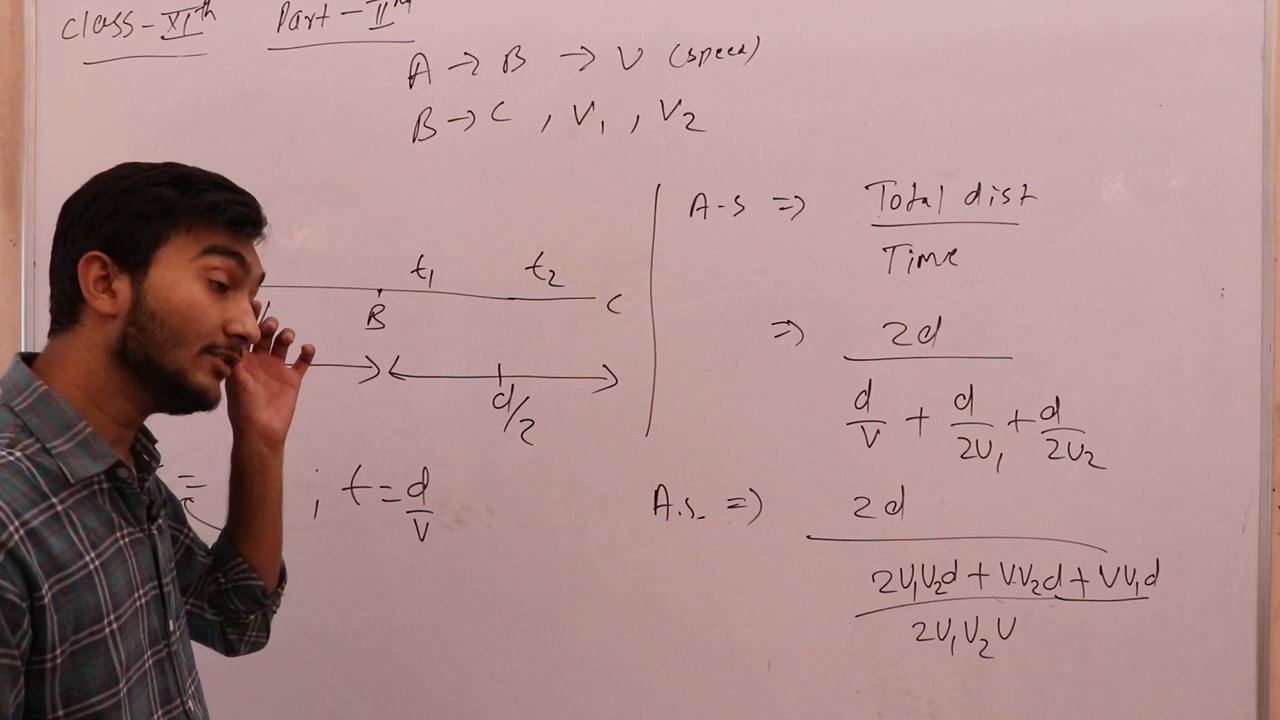 Class-XIth Part-IInd
A → B → V (speed)
B → C , V1 , V2
t1 t2
B C
d/2
= ; t = d/V
A-S ⇒ Total dist
Time
⇒ 2d
d/V + d/2V1 + d/2V2
A.S. ⇒ 2d
2V1V2d + VV2d + VV1d
2V1V2V